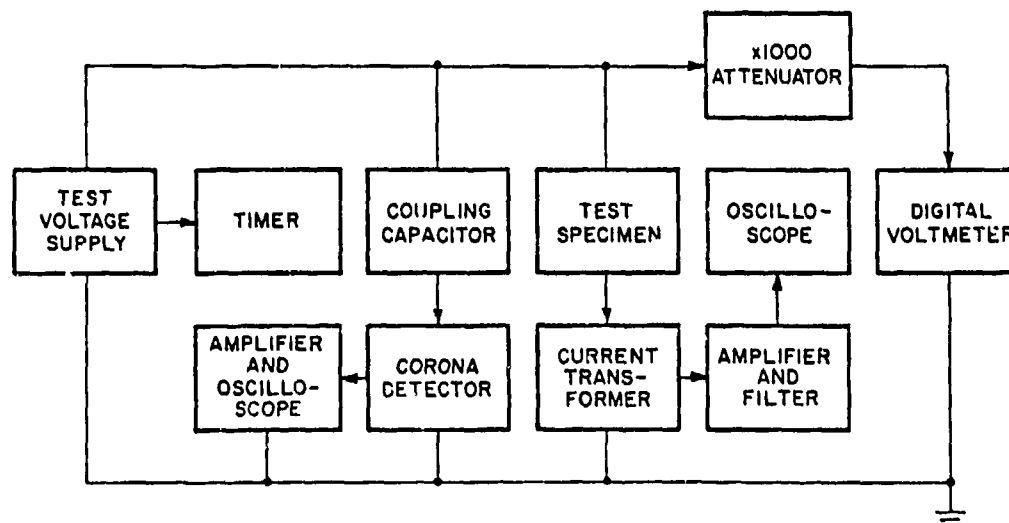 x1000
ATTENUATOR
TEST
VOLTAGE
SUPPLY
TIMER
COUPLING
CAPACITOR
TEST
SPECIMEN
OSCILLO-
SCOPE
DIGITAL
VOLTMETER
AMPLIFIER
AND
OSCILLO-
SCOPE
CORONA
DETECTOR
CURRENT
TRANS-
FORMER
AMPLIFIER
AND
FILTER